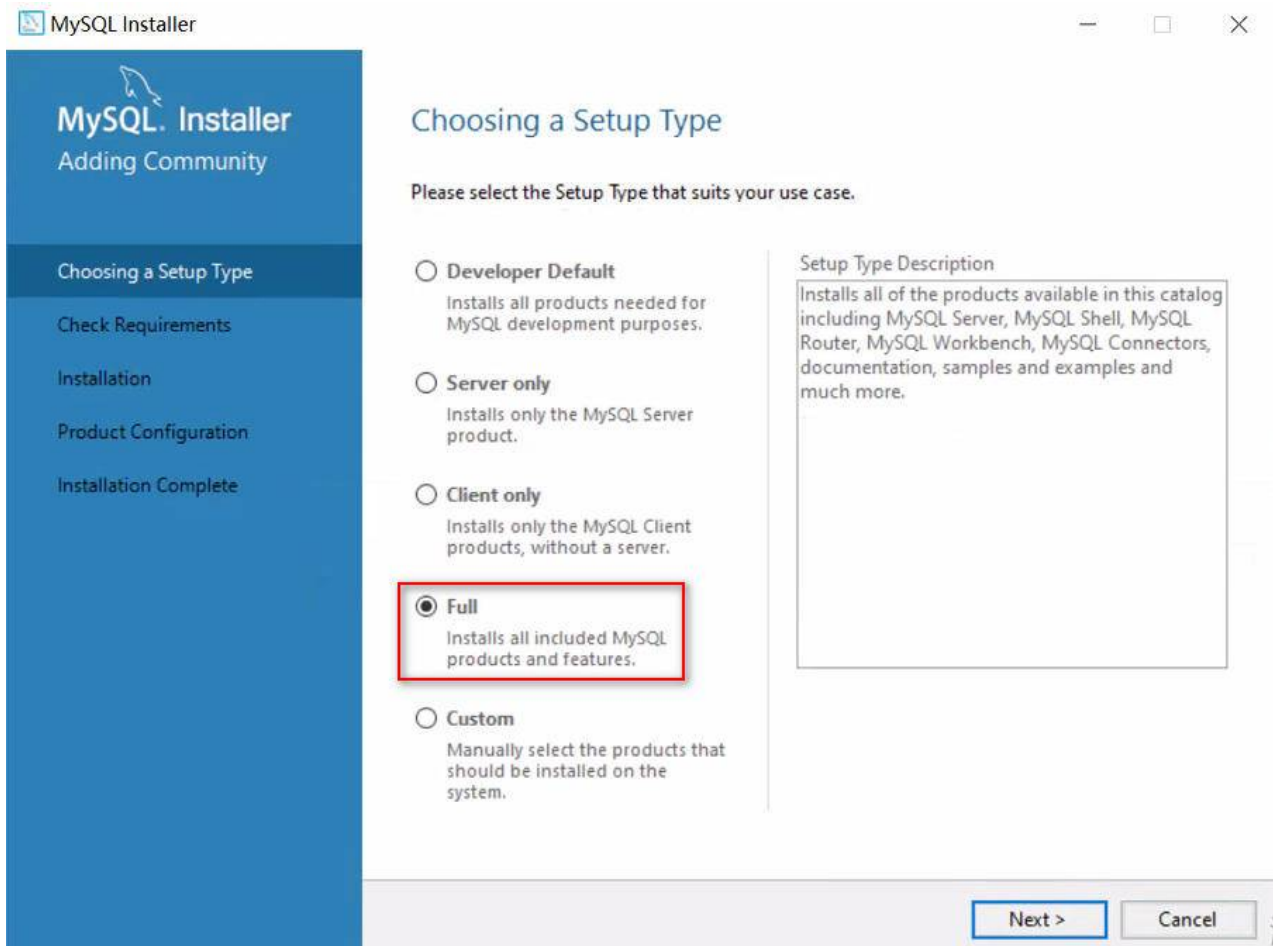 MySQL Installer
MySQL. Installer
Adding Community
Choosing a Setup Type
Check Requirements
Installation
Product Configuration
Installation Complete
Choosing a Setup Type
Please select the Setup Type that suits your use case.
Developer Default
Installs all products needed for
MySQL development purposes.
Server only
Installs only the MySQL Server
product.
Client only
Installs only the MySQL Client
products, without a server.
Full
Installs all included MySQL
products and features.
Custom
Manually select the products that
should be installed on the
system.
Setup Type Description
Installs all of the products available in this catalog
including MySQL Server, MySQL Shell, MySQL
Router, MySQL Workbench, MySQL Connectors,
documentation, samples and examples and
much more.
Next >
Cancel